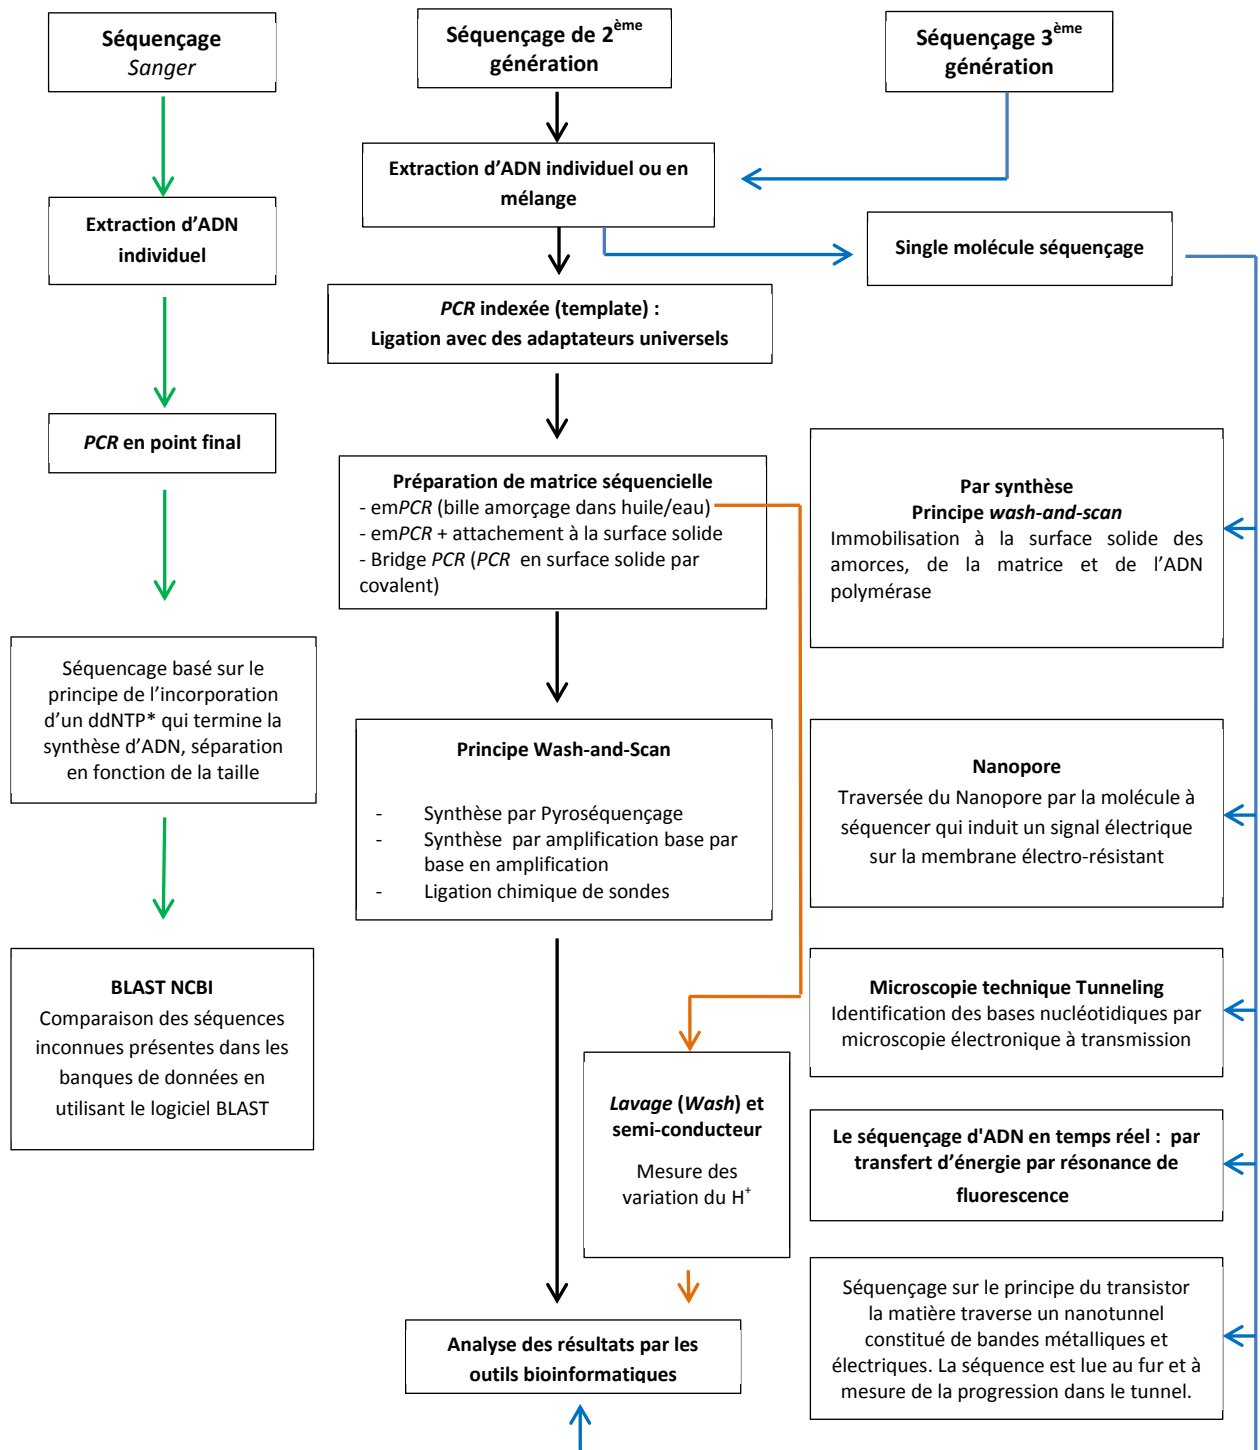 Séquençage
Sanger
Extraction d’ADN
individuel
PCR en point final
Séquencage basé sur le
principe de l’incorporation
d’un ddNTP* qui termine la
synthèse d’ADN, séparation
en fonction de la taille
BLAST NCBI
Comparaison des séquences
inconnues présentes dans les
banques de données en
utilisant le logiciel BLAST
Séquençage de 2ème
génération
Extraction d’ADN individuel ou en
mélange
PCR indexée (template) :
Ligation avec des adaptateurs universels
Préparation de matrice séquencielle
- emPCR (bille amorçage dans huile/eau)
- emPCR + attachement à la surface solide
- Bridge PCR (PCR en surface solide par
covalent)
Principe Wash-and-Scan
- Synthèse par Pyroséquençage
- Synthèse par amplification base par
base en amplification
- Ligation chimique de sondes
Lavage (Wash) et
semi-conducteur
Mesure des
variation du H+
Analyse des résultats par les
outils bioinformatiques
Séquençage 3ème
génération
Single molécule séquençage
Par synthèse
Principe wash-and-scan
Immobilisation à la surface solide des
amorces, de la matrice et de l’ADN
polymérase
Nanopore
Traversée du Nanopore par la molécule à
séquencer qui induit un signal électrique
sur la membrane électro-résistant
Microscopie technique Tunneling
Identification des bases nucléotidiques par
microscopie électronique à transmission
Le séquençage d'ADN en temps réel : par
transfert d’énergie par résonance de
fluorescence
Séquençage sur le principe du transistor
la matière traverse un nanotunnel
constitué de bandes métalliques et
électriques. La séquence est lue au fur et à
mesure de la progression dans le tunnel.